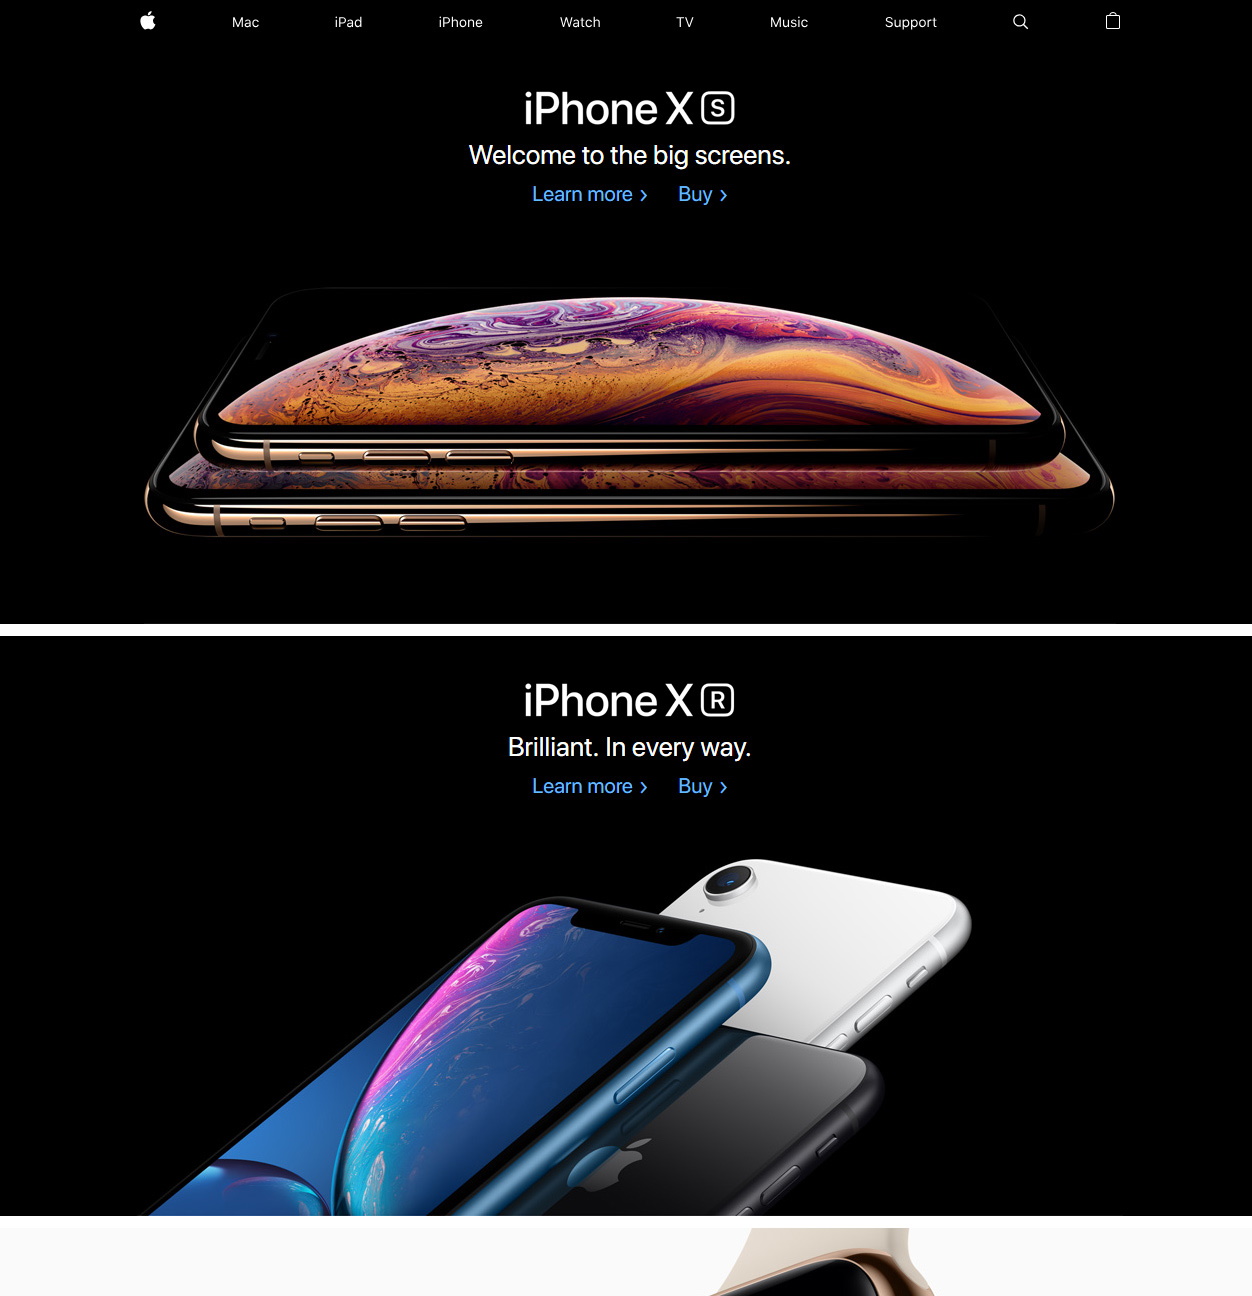 Mac iPad iPhone Watch TV Music Support
iPhone XS
Welcome to the big screens.
Learn more > Buy >
iPhone XR
Brilliant. In every way.
Learn more > Buy >